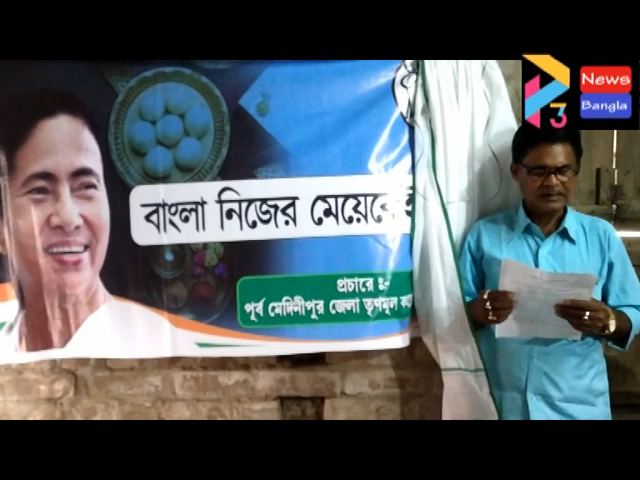 3 News
Bangla
বাংলা নিজের মেয়েকেই
প্রচারে ঃ-
পূর্ব মেদিনীপুর জেলা তৃণমূল